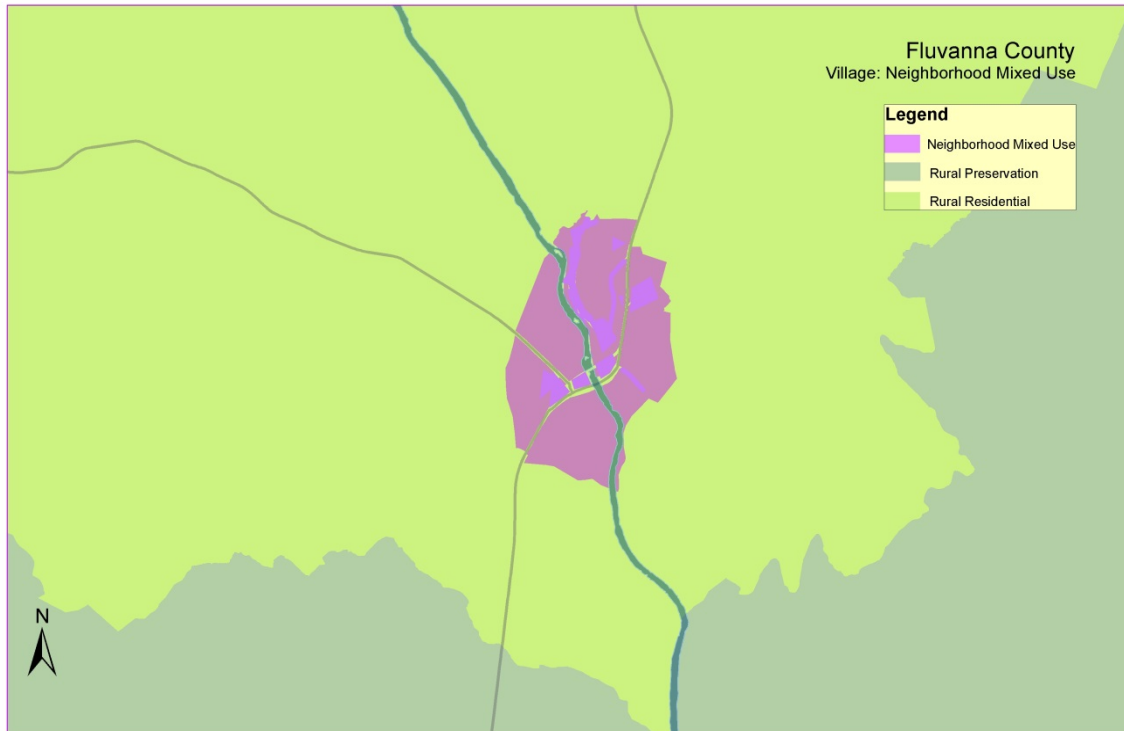 Fluvanna County
Village: Neighborhood Mixed Use
Legend
Neighborhood Mixed Use
Rural Preservation
Rural Residential
N